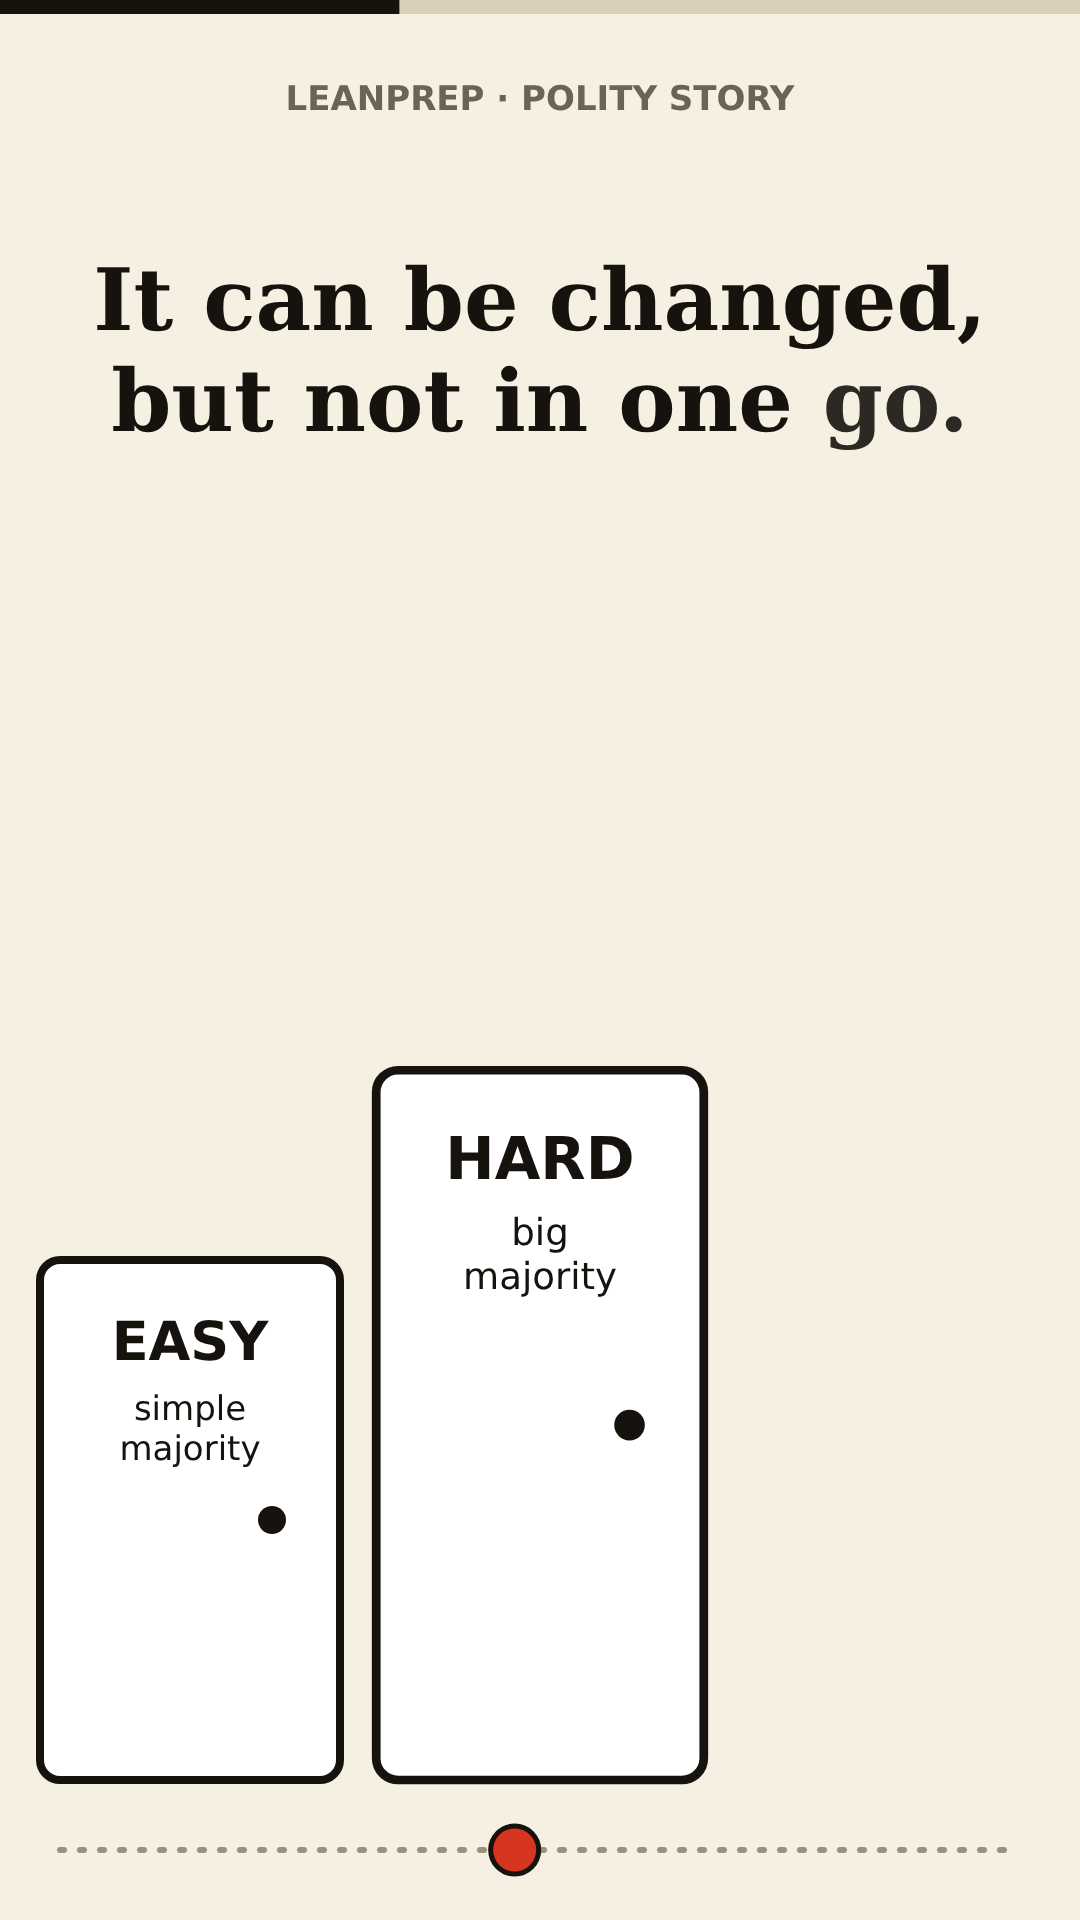 LEANPREP · POLITY STORY
It can be changed,
but not in one go.
HARD
big
majority
EASY
simple
majority